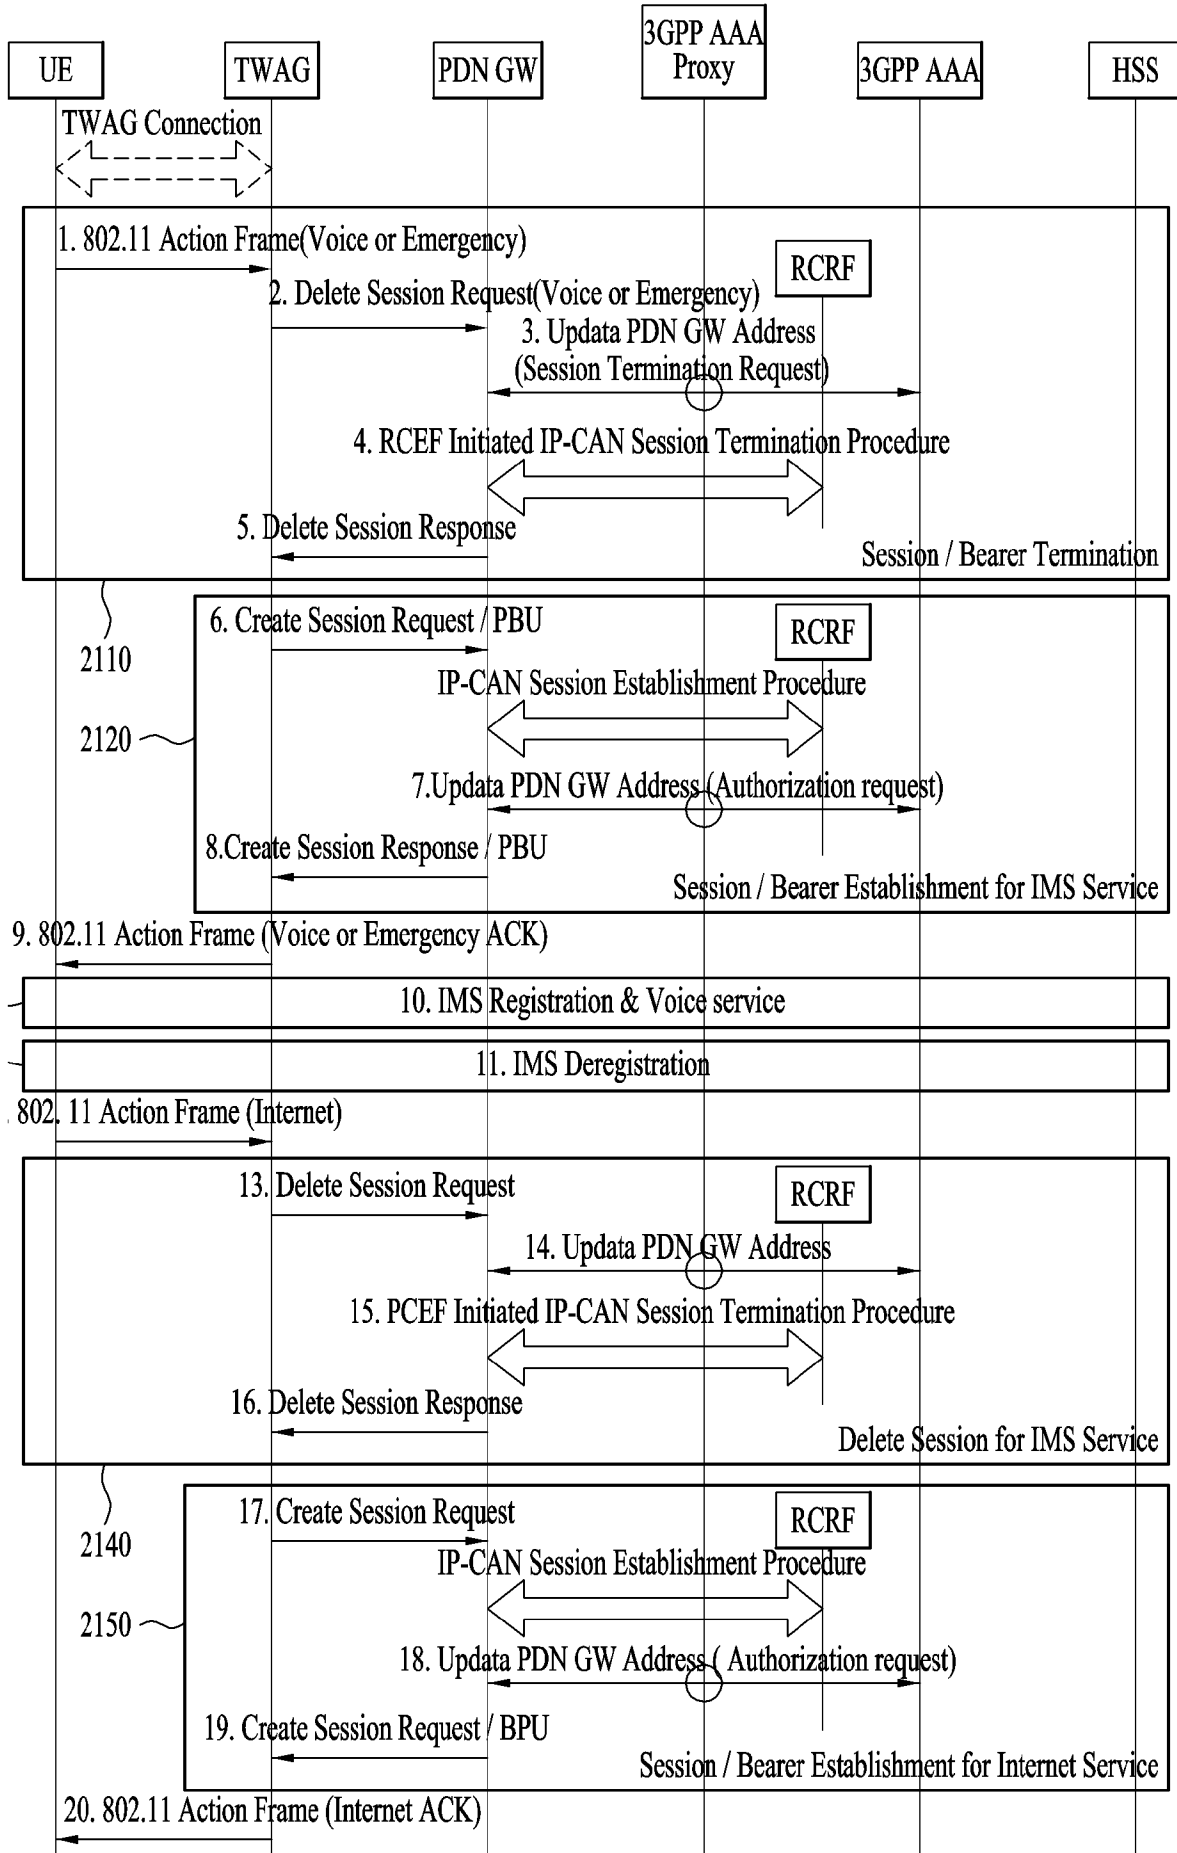 UE
TWAG
PDN GW
3GPP AAA
Proxy
3GPP AAA
HSS
TWAG Connection
1. 802.11 Action Frame(Voice or Emergency)
RCRF
2. Delete Session Request(Voice or Emergency)
3. Updata PDN GW Address
(Session Termination Request)
4. RCEF Initiated IP-CAN Session Termination Procedure
5. Delete Session Response
Session / Bearer Termination
2110
6. Create Session Request / PBU
RCRF
IP-CAN Session Establishment Procedure
2120
7.Updata PDN GW Address (Authorization request)
8.Create Session Response / PBU
Session / Bearer Establishment for IMS Service
9. 802.11 Action Frame (Voice or Emergency ACK)
10. IMS Registration & Voice service
11. IMS Deregistration
. 802. 11 Action Frame (Internet)
13. Delete Session Request
RCRF
14. Updata PDN GW Address
15. PCEF Initiated IP-CAN Session Termination Procedure
16. Delete Session Response
Delete Session for IMS Service
2140
17. Create Session Request
RCRF
IP-CAN Session Establishment Procedure
2150
18. Updata PDN GW Address ( Authorization request)
19. Create Session Request / BPU
Session / Bearer Establishment for Internet Service
20. 802.11 Action Frame (Internet ACK)